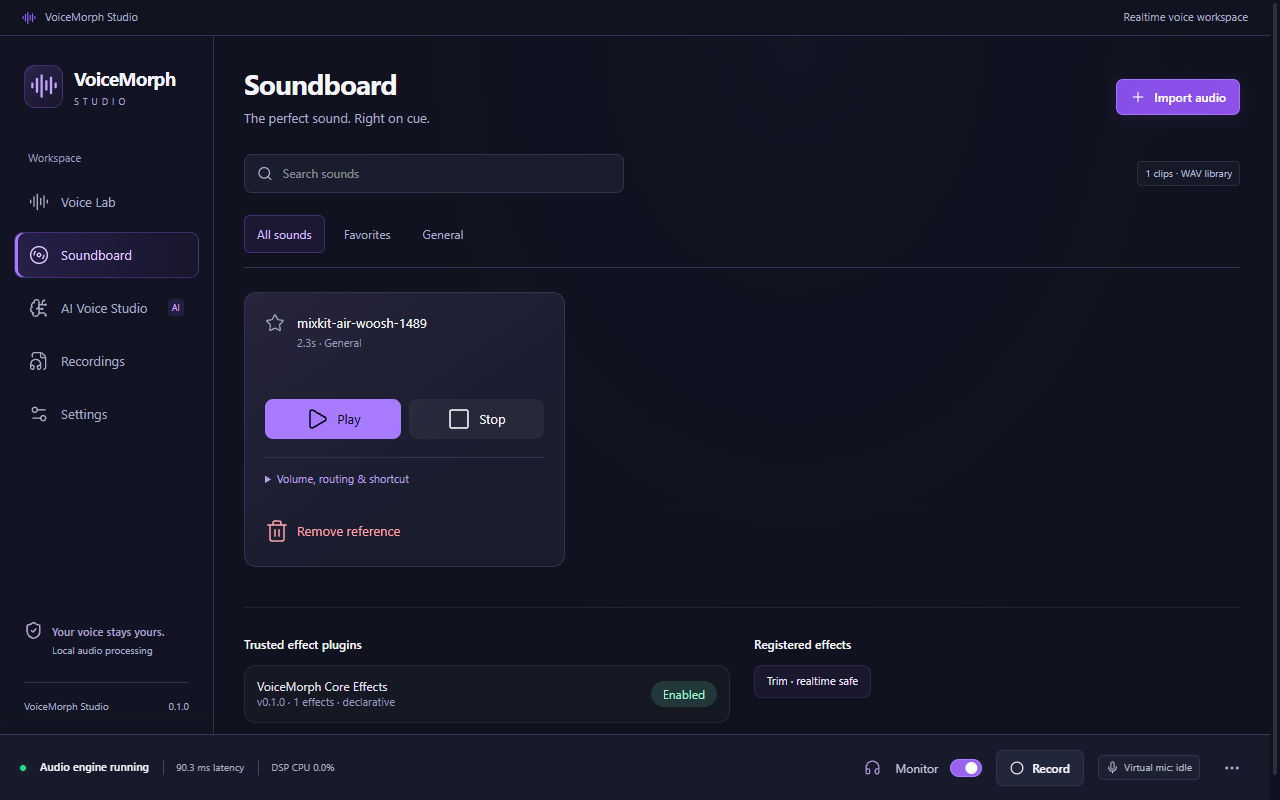 VoiceMorph Studio
Realtime voice workspace
VoiceMorph
STUDIO
Workspace
Voice Lab
Soundboard
AI Voice Studio AI
Recordings
Settings
Your voice stays yours.
Local audio processing
VoiceMorph Studio 0.1.0
Soundboard
The perfect sound. Right on cue.
Import audio
Search sounds
1 clips · WAV library
All sounds Favorites General
mixkit-air-woosh-1489
2.3s · General
Play Stop
Volume, routing & shortcut
Remove reference
Trusted effect plugins
VoiceMorph Core Effects
v0.1.0 · 1 effects · declarative
Enabled
Registered effects
Trim · realtime safe
Audio engine running 90.3 ms latency DSP CPU 0.0% Monitor Record Virtual mic: idle